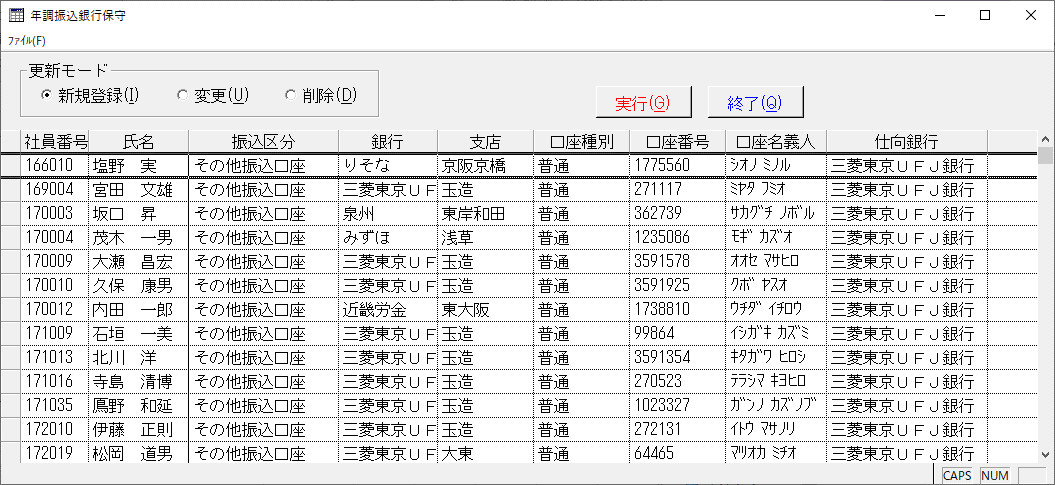 年調振込銀行保守
ﾌｧｲﾙ(F)
更新モード
新規登録(I) 変更(U) 削除(D)
実行(G) 終了(Q)
社員番号 氏名 振込区分 銀行 支店 口座種別 口座番号 口座名義人 仕向銀行
166010 塩野　実 その他振込口座 りそな 京阪京橋 普通 1775560 ｼｵﾉ ﾐﾉﾙ 三菱東京ＵＦＪ銀行
169004 宮田　文雄 その他振込口座 三菱東京ＵＦ 玉造 普通 271117 ﾐﾔﾀ ﾌﾐｵ 三菱東京ＵＦＪ銀行
170003 坂口　昇 その他振込口座 泉州 東岸和田 普通 362739 ｻｶｸﾞﾁ ﾉﾎﾞﾙ 三菱東京ＵＦＪ銀行
170004 茂木　一男 その他振込口座 みずほ 浅草 普通 1235086 ﾓｷﾞ ｶｽﾞｵ 三菱東京ＵＦＪ銀行
170009 大瀬　昌宏 その他振込口座 三菱東京ＵＦ 玉造 普通 3591578 ｵｵｾ ﾏｻﾋﾛ 三菱東京ＵＦＪ銀行
170010 久保　康男 その他振込口座 三菱東京ＵＦ 玉造 普通 3591925 ｸﾎﾞ ﾔｽｵ 三菱東京ＵＦＪ銀行
170012 内田　一郎 その他振込口座 近畿労金 東大阪 普通 1738810 ｳﾁﾀﾞ ｲﾁﾛｳ 三菱東京ＵＦＪ銀行
171009 石垣　一美 その他振込口座 三菱東京ＵＦ 玉造 普通 99864 ｲｼｶﾞｷ ｶｽﾞﾐ 三菱東京ＵＦＪ銀行
171013 北川　洋 その他振込口座 三菱東京ＵＦ 玉造 普通 3591354 ｷﾀｶﾞﾜ ﾋﾛｼ 三菱東京ＵＦＪ銀行
171016 寺島　清博 その他振込口座 三菱東京ＵＦ 玉造 普通 270523 ﾃﾗｼﾏ ｷﾖﾋﾛ 三菱東京ＵＦＪ銀行
171035 鳫野　和延 その他振込口座 三菱東京ＵＦ 玉造 普通 1023327 ｶﾞﾝﾉ ｶｽﾞﾉﾌﾞ 三菱東京ＵＦＪ銀行
172010 伊藤　正則 その他振込口座 三菱東京ＵＦ 玉造 普通 272131 ｲﾄｳ ﾏｻﾉﾘ 三菱東京ＵＦＪ銀行
172019 松岡　道男 その他振込口座 三菱東京ＵＦ 大東 普通 64465 ﾏﾂｵｶ ﾐﾁｵ 三菱東京ＵＦＪ銀行
CAPS NUM